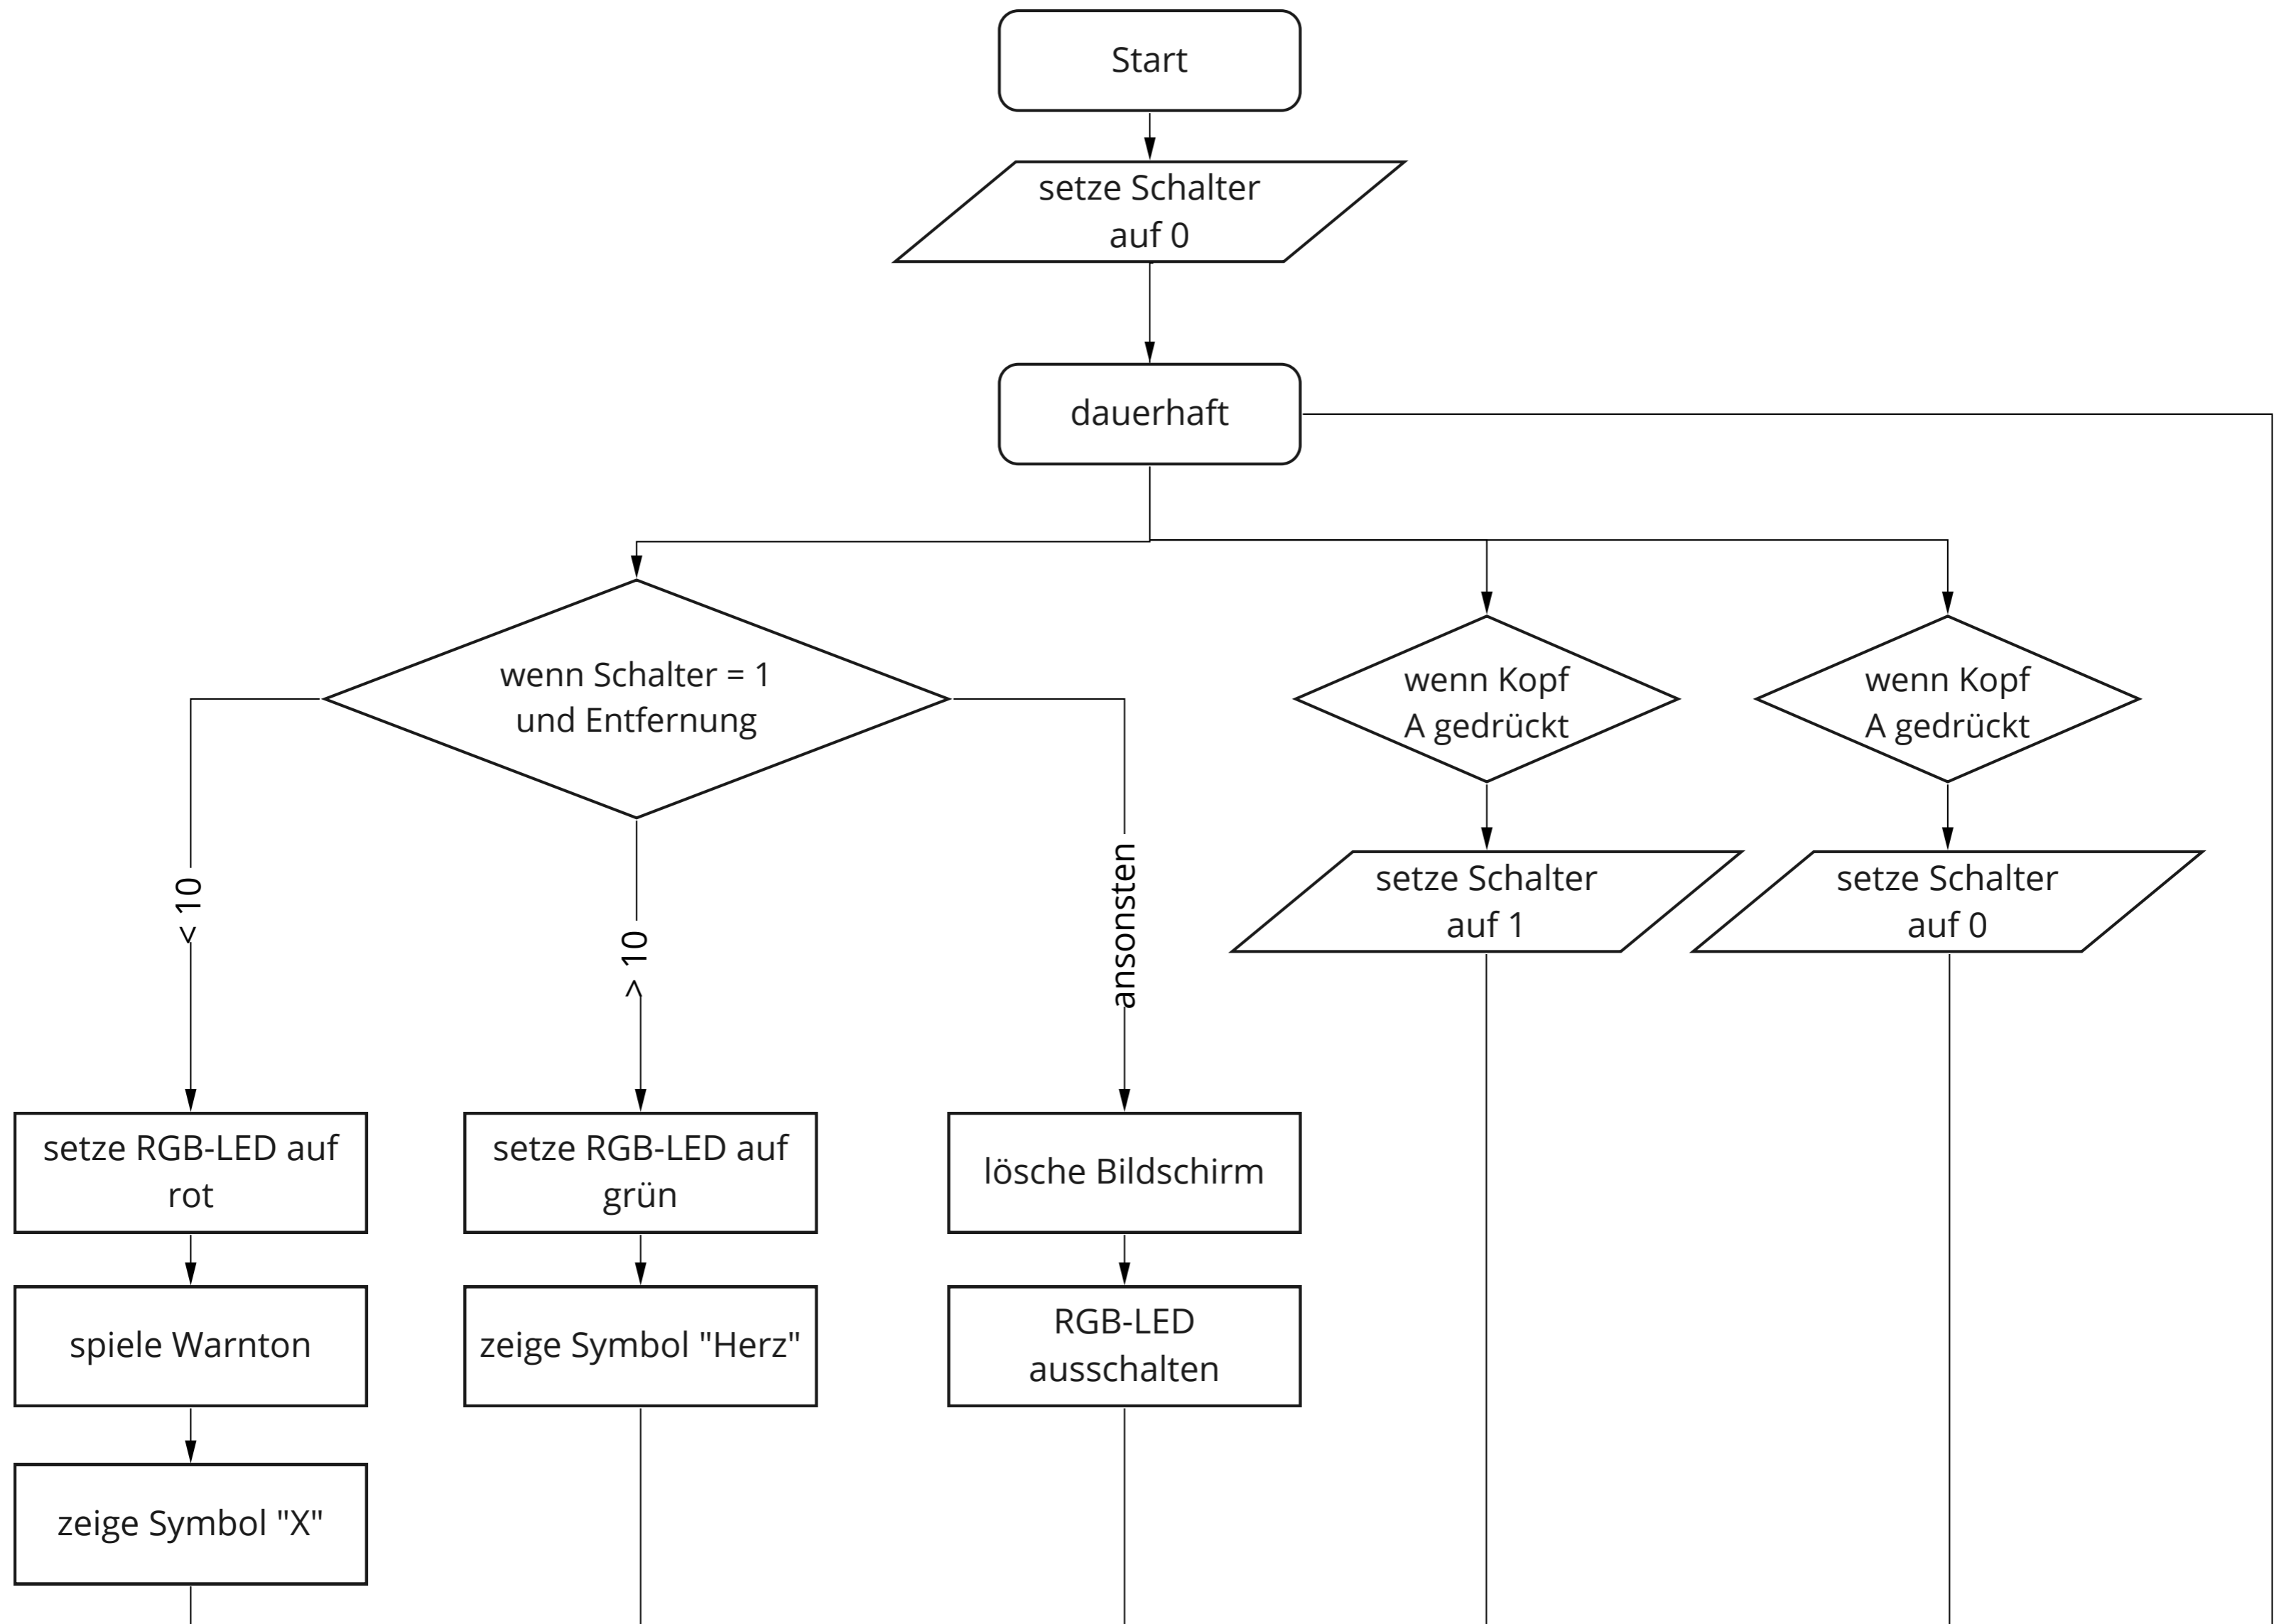 Start
setze Schalter
auf 0
dauerhaft
wenn Schalter = 1
und Entfernung
wenn Kopf
A gedrückt
wenn Kopf
A gedrückt
< 10
> 10
ansonsten
setze Schalter
auf 1
setze Schalter
auf 0
setze RGB-LED auf
rot
setze RGB-LED auf
grün
lösche Bildschirm
spiele Warnton
zeige Symbol "Herz"
RGB-LED
ausschalten
zeige Symbol "X"